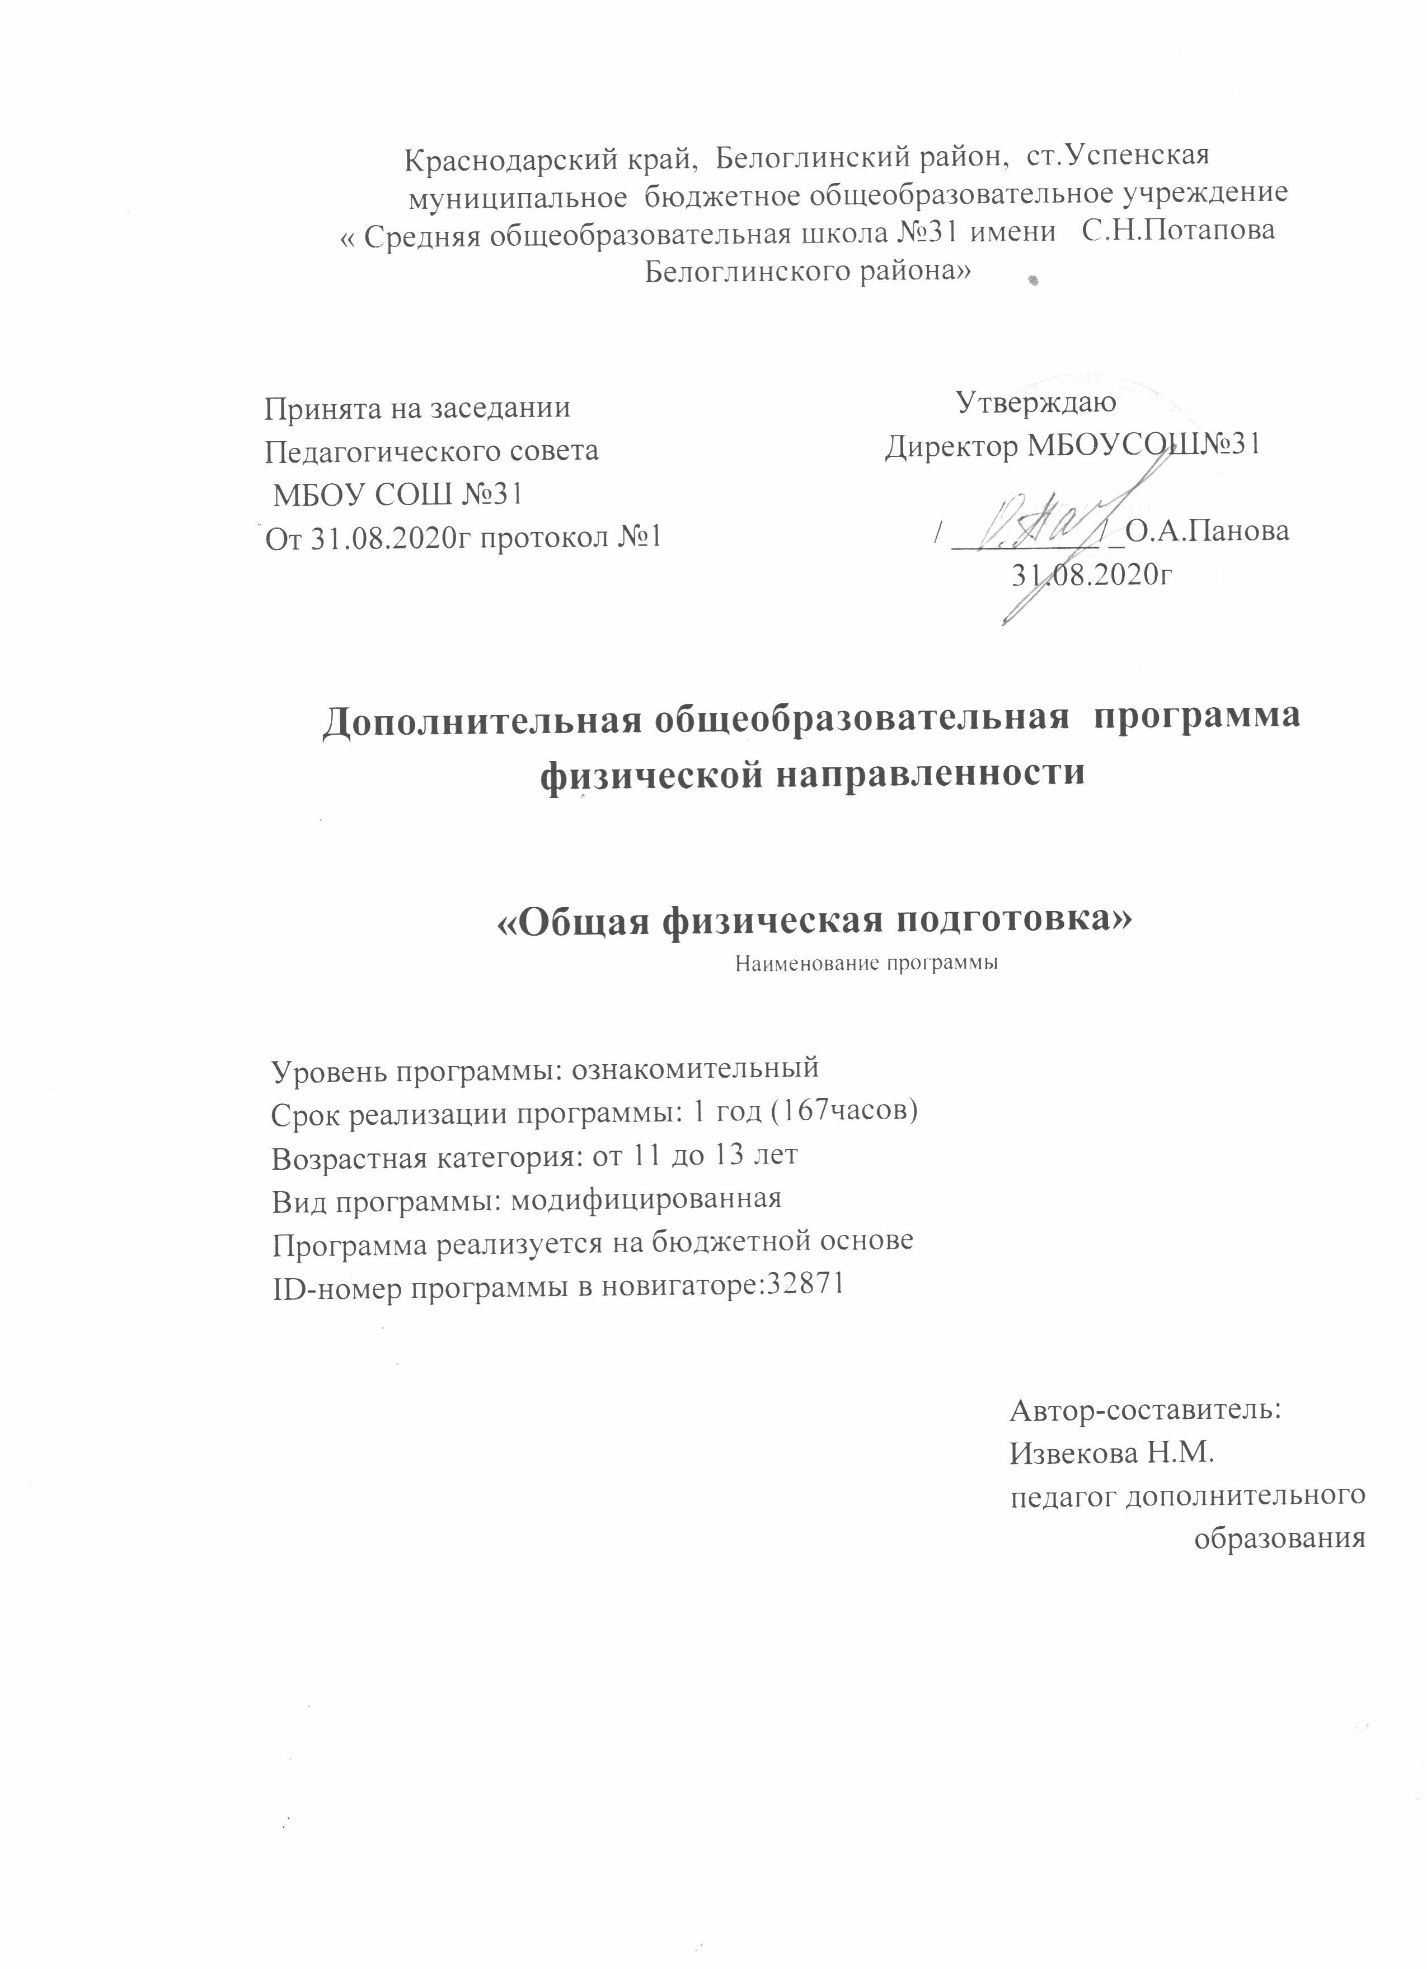 Краснодарский край, Белоглинский район, ст.Успенская
муниципальное бюджетное общеобразовательное учреждение
« Средняя общеобразовательная школа №31 имени С.Н.Потапова
Белоглинского района»
Принята на заседании
Педагогического совета
МБОУ СОШ №31
От 31.08.2020г протокол №1
Утверждаю
Директор МБОУСОШ№31
/ _________/_О.А.Панова
31.08.2020г
Дополнительная общеобразовательная программа
физической направленности
«Общая физическая подготовка»
Наименование программы
Уровень программы: ознакомительный
Срок реализации программы: 1 год (167часов)
Возрастная категория: от 11 до 13 лет
Вид программы: модифицированная
Программа реализуется на бюджетной основе
ID-номер программы в новигаторе:32871
Автор-составитель:
Извекова Н.М.
педагог дополнительного
образования